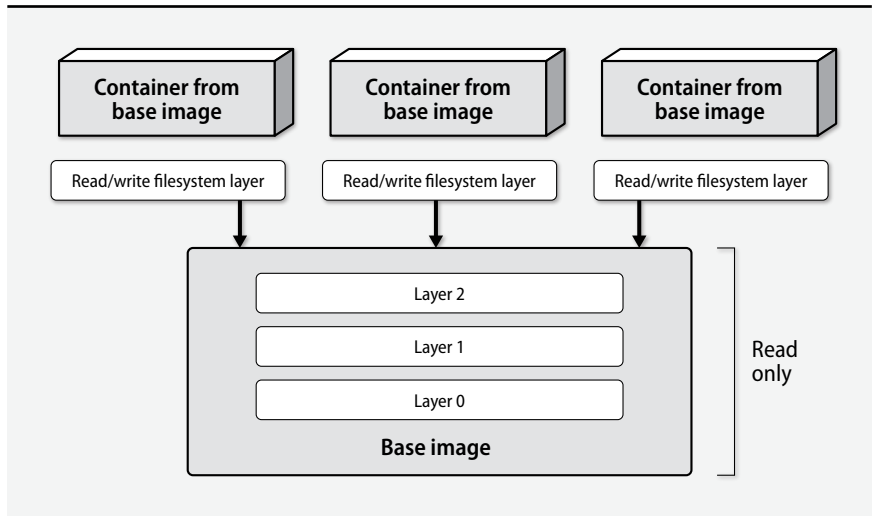 Container from
base image
Container from
base image
Container from
base image
Read/write filesystem layer
Read/write filesystem layer
Read/write filesystem layer
Layer 2
Layer 1
Layer 0
Base image
Read
only